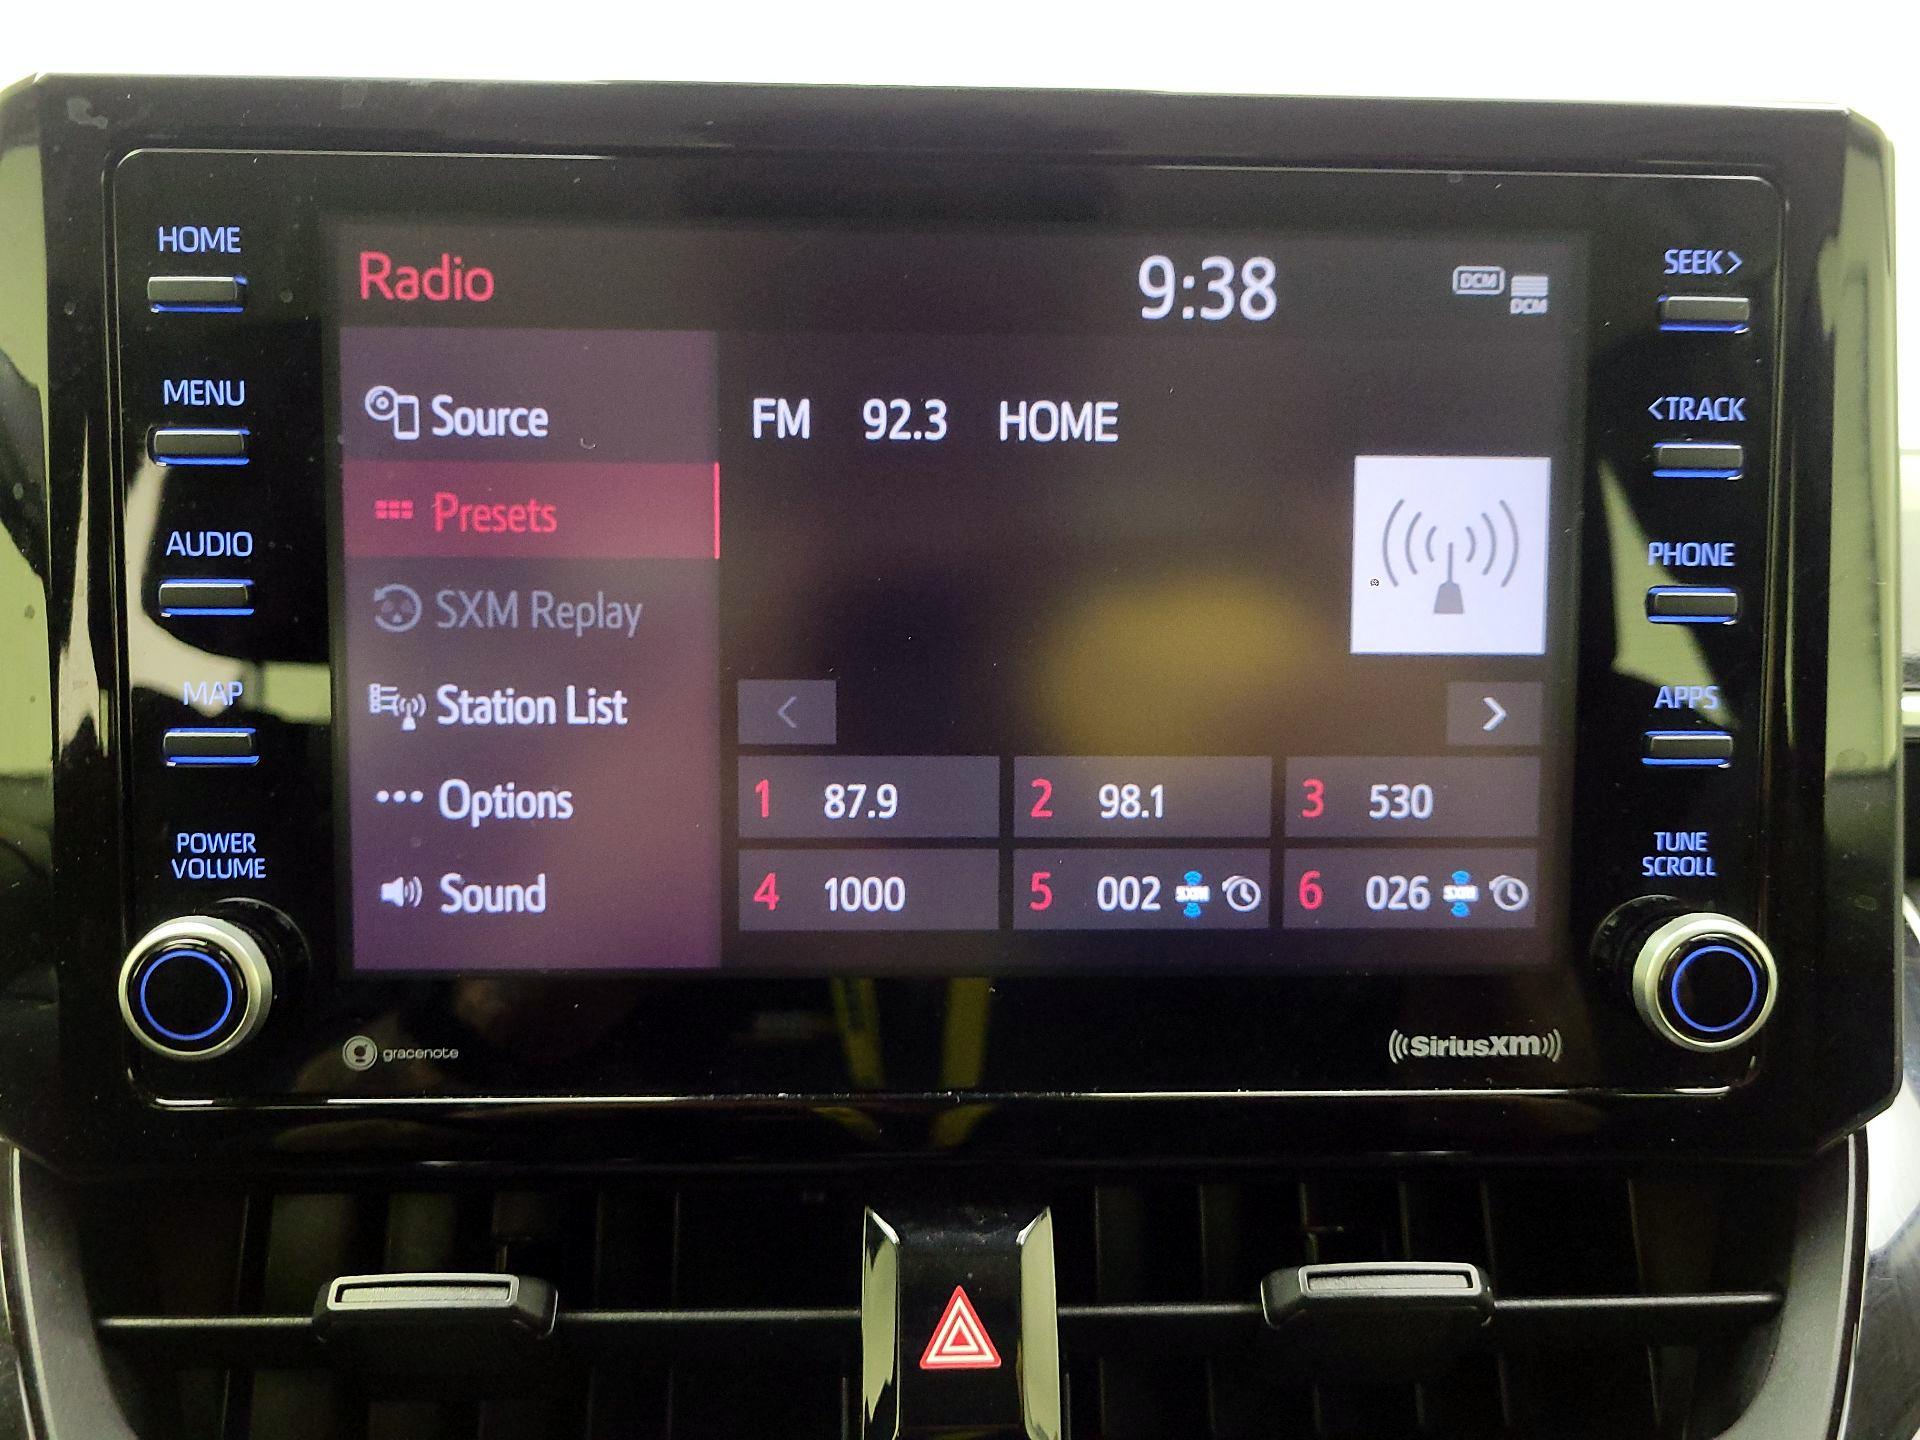 HOME
MENU
AUDIO
MAP
POWER
VOLUME
Radio
9:38
DCM
DCM
Source
Presets
SXM Replay
Station List
Options
Sound
FM 92.3 HOME
<
>
1 87.9
2 98.1
3 530
4 1000
5 002 SXM
6 026 SXM
SEEK>
<TRACK
PHONE
APPS
TUNE
SCROLL
g gracenote
((SiriusXM))